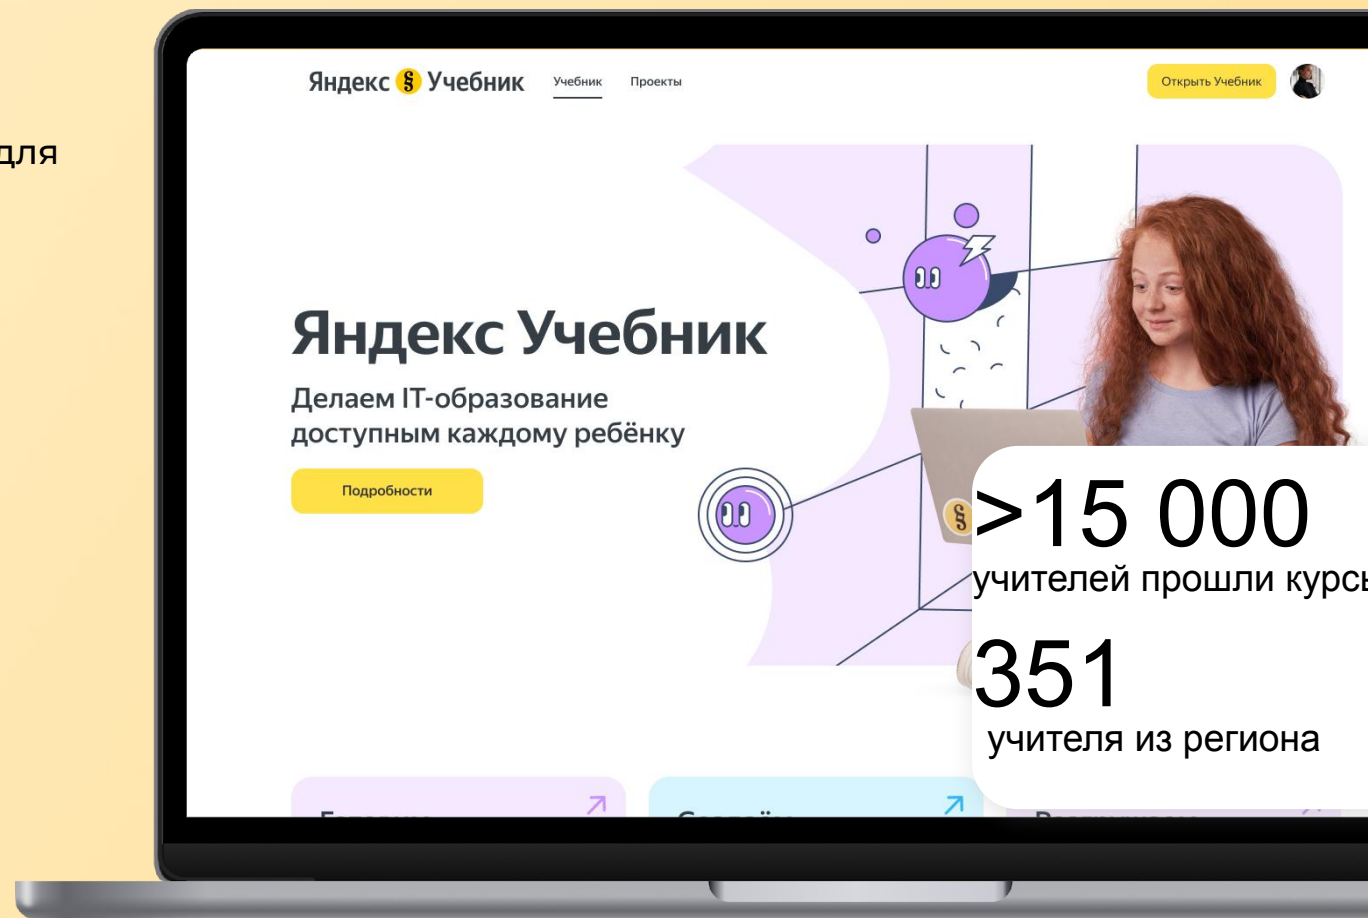 для
Яндекс § Учебник Учебник Проекты Открыть Учебник
Яндекс Учебник
Делаем IT-образование
доступным каждому ребёнку
Подробности
§
>15 000
учителей прошли курсы
351
учителя из региона